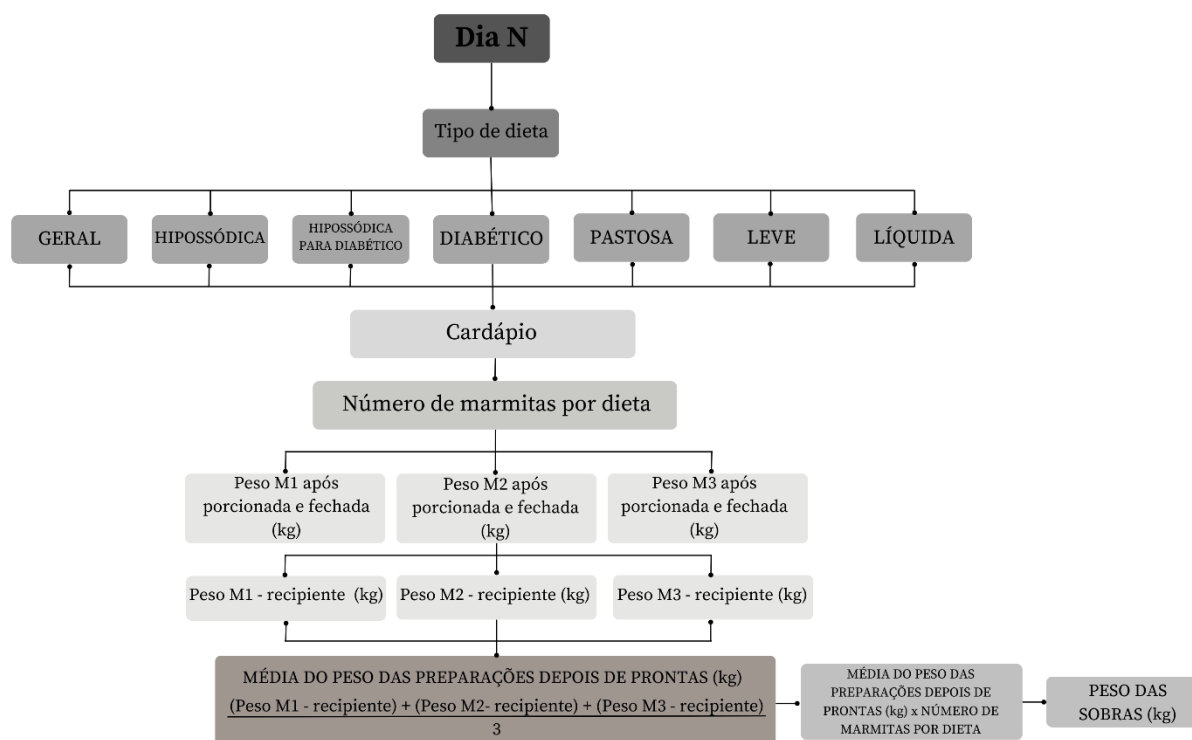 Dia N
Tipo de dieta
GERAL
HIPOSSÓDICA
HIPOSSÓDICA
PARA DIABÉTICO
DIABÉTICO
PASTOSA
LEVE
LÍQUIDA
Cardápio
Número de marmitas por dieta
Peso M1 após
porcionada e fechada
(kg)
Peso M2 após
porcionada e fechada
(kg)
Peso M3 após
porcionada e fechada
(kg)
Peso M1 - recipiente (kg)
Peso M2 - recipiente (kg)
Peso M3 - recipiente (kg)
MÉDIA DO PESO DAS PREPARAÇÕES DEPOIS DE PRONTAS (kg)
(Peso M1 - recipiente) + (Peso M2- recipiente) + (Peso M3 - recipiente)
3
MÉDIA DO PESO DAS
PREPARAÇÕES DEPOIS DE
PRONTAS (kg) x NÚMERO DE
MARMITAS POR DIETA
PESO DAS
SOBRAS (kg)